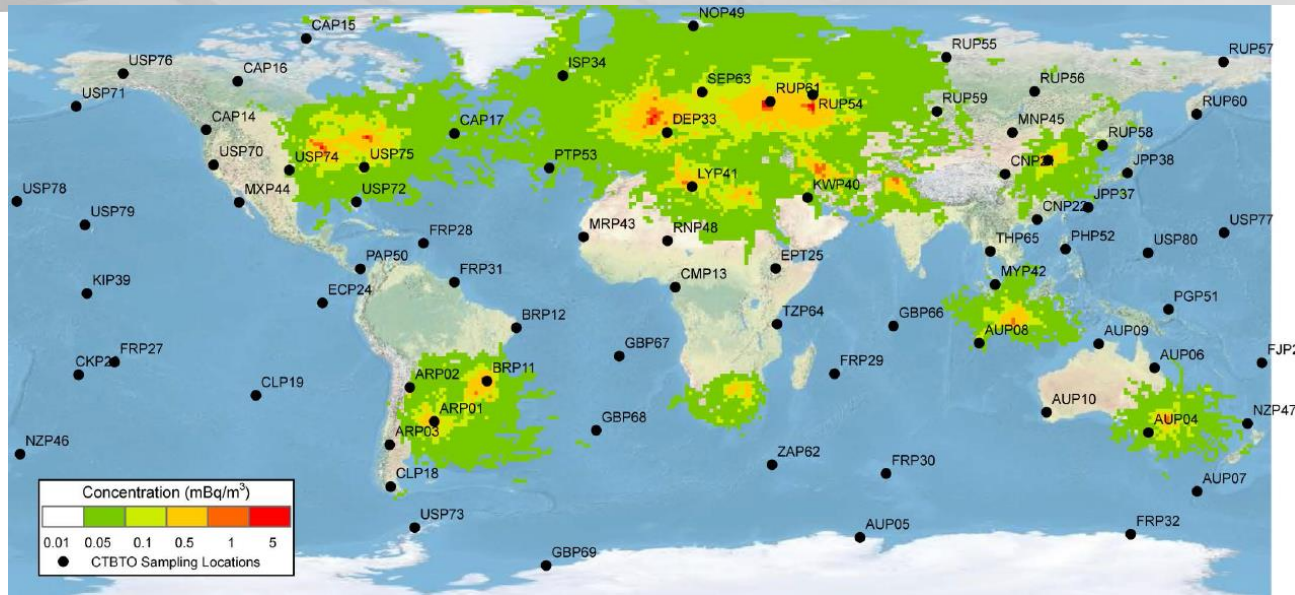 NOP49
CAP15
RUP55
RUP57
USP76
CAP16
ISP34
SEP63
RUP61
RUP54
RUP56
USP71
RUP59
RUP60
CAP14
CAP17
DEP33
MNP45
RUP58
USP70
USP74
USP75
PTP53
CNP2
JPP38
LYP41
KWP40
USP78
MXP44
USP72
JPP37
USP79
CNP22
MRP43
RNP48
USP77
FRP28
THP65
PHP52
USP80
PAP50
FRP31
CMP13
EPT25
MYP42
KIP39
ECP24
PGP51
BRP12
TZP64
GBP66
AUP08
AUP09
CKP2
FRP27
GBP67
AUP06
FJP2
CLP19
ARP02
BRP11
FRP29
AUP10
NZP47
ARP01
GBP68
AUP04
NZP46
ARP03
ZAP62
FRP30
CLP18
AUP07
USP73
AUP05
FRP32
GBP69
Concentration (mBq/m³)
0.01 0.05 0.1 0.5 1 5
CTBTO Sampling Locations